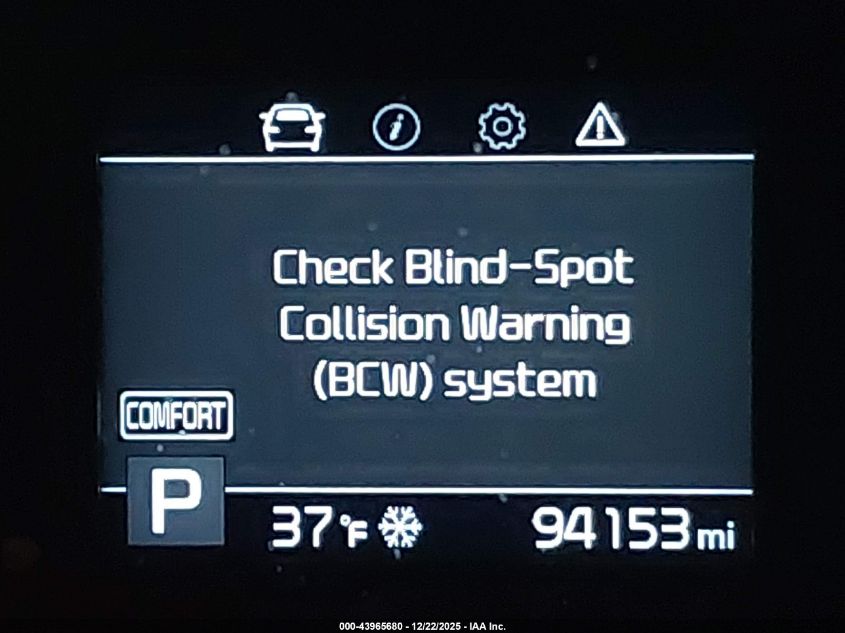 Check Blind-Spot
Collision Warning
(BCW) system
COMFORT
P
37°F
94153 mi
000-43965680 - 12/22/2025 - IAA Inc.